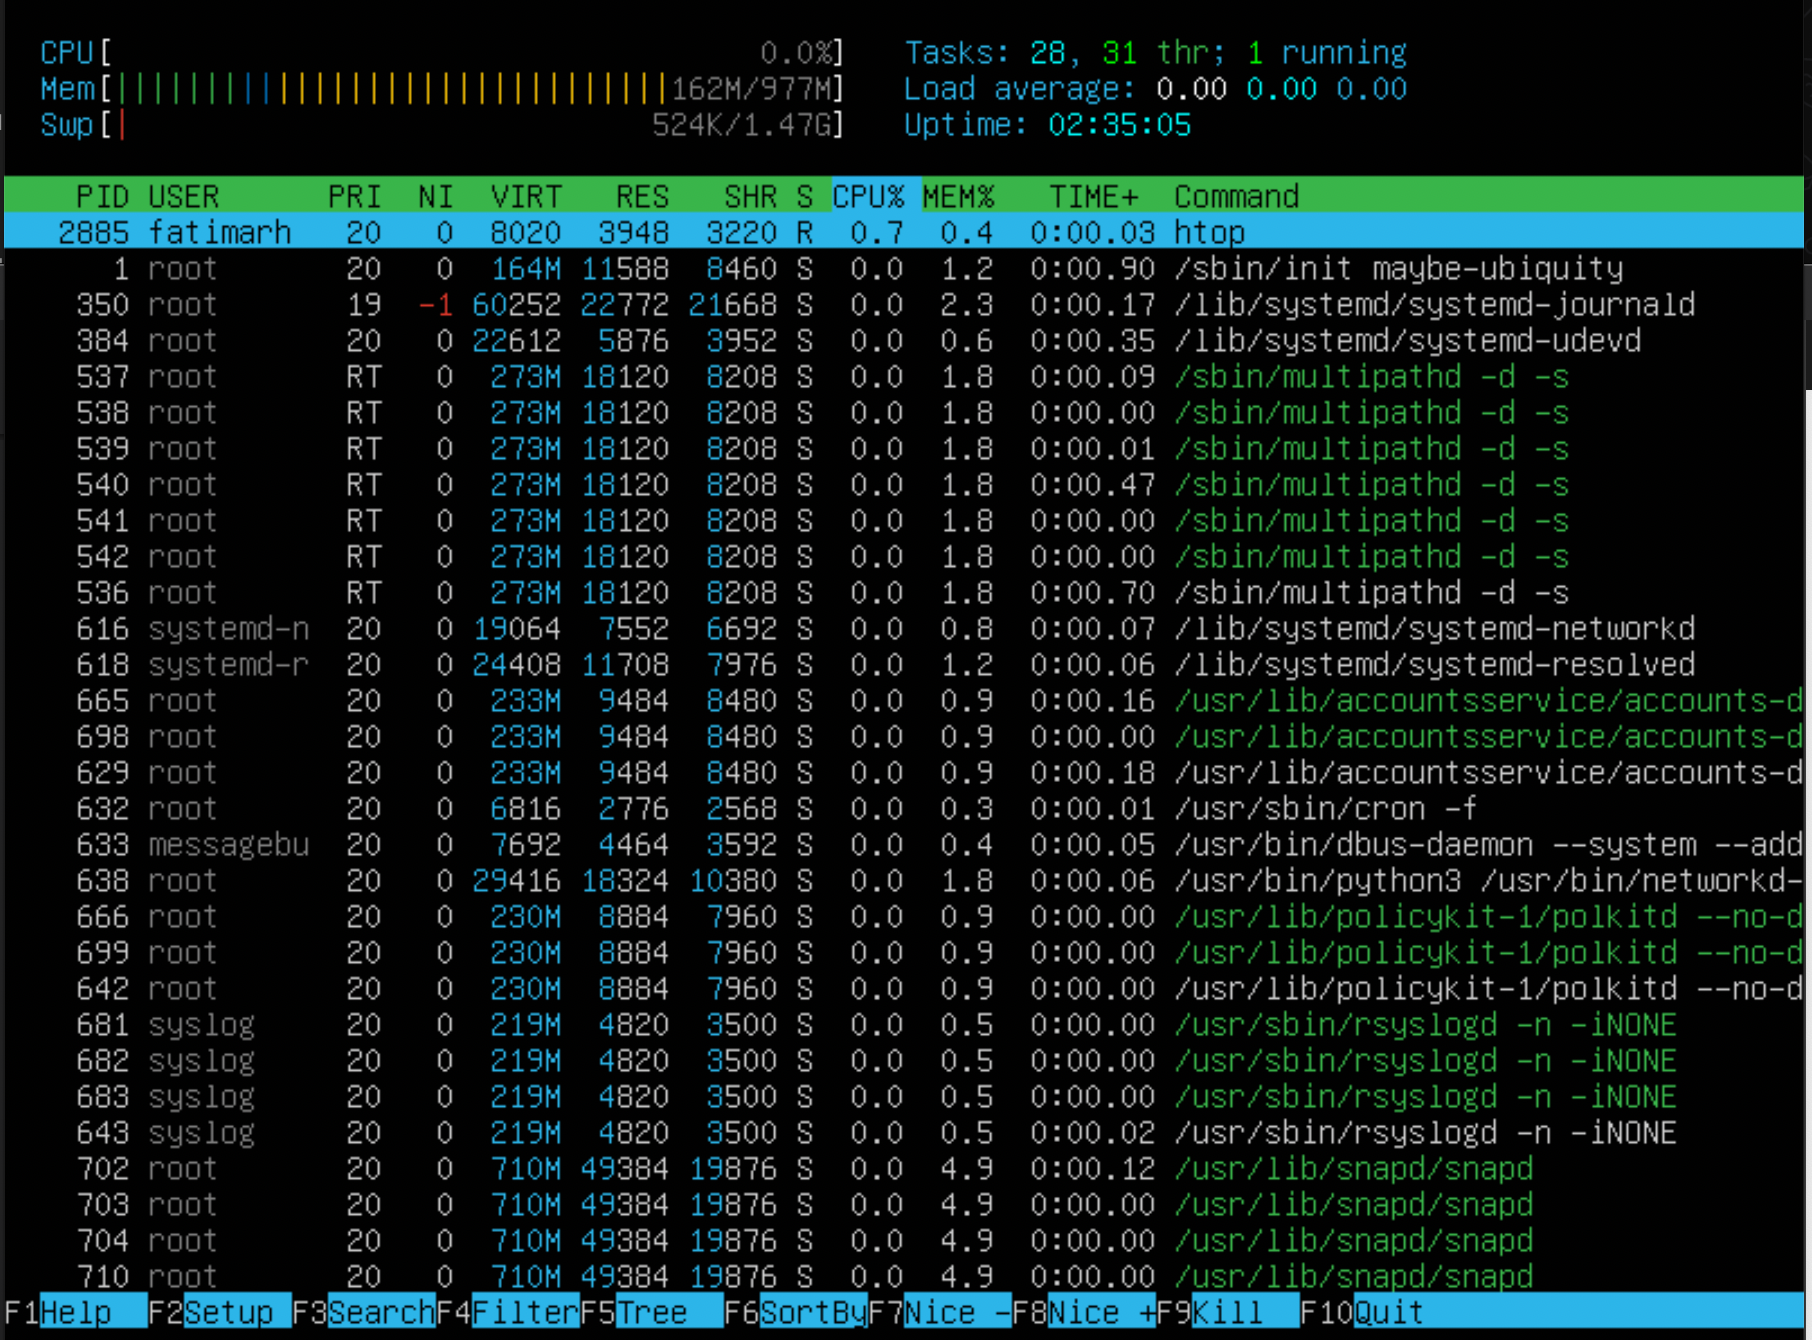 CPU[ 0.0%] Tasks: 28, 31 thr; 1 running
Mem[||||||||||||||||||||||||||||||||162M/977M] Load average: 0.00 0.00 0.00
Swp[| 524K/1.47G] Uptime: 02:35:05
PID USER PRI NI VIRT RES SHR S CPU% MEM% TIME+ Command
2885 fatimarh 20 0 8020 3948 3220 R 0.7 0.4 0:00.03 htop
1 root 20 0 164M 11588 8460 S 0.0 1.2 0:00.90 /sbin/init maybe-ubiquity
350 root 19 -1 60252 22772 21668 S 0.0 2.3 0:00.17 /lib/systemd/systemd-journald
384 root 20 0 22612 5876 3952 S 0.0 0.6 0:00.35 /lib/systemd/systemd-udevd
537 root RT 0 273M 18120 8208 S 0.0 1.8 0:00.09 /sbin/multipathd -d -s
538 root RT 0 273M 18120 8208 S 0.0 1.8 0:00.00 /sbin/multipathd -d -s
539 root RT 0 273M 18120 8208 S 0.0 1.8 0:00.01 /sbin/multipathd -d -s
540 root RT 0 273M 18120 8208 S 0.0 1.8 0:00.47 /sbin/multipathd -d -s
541 root RT 0 273M 18120 8208 S 0.0 1.8 0:00.00 /sbin/multipathd -d -s
542 root RT 0 273M 18120 8208 S 0.0 1.8 0:00.00 /sbin/multipathd -d -s
536 root RT 0 273M 18120 8208 S 0.0 1.8 0:00.70 /sbin/multipathd -d -s
616 systemd-n 20 0 19064 7552 6692 S 0.0 0.8 0:00.07 /lib/systemd/systemd-networkd
618 systemd-r 20 0 24408 11708 7976 S 0.0 1.2 0:00.06 /lib/systemd/systemd-resolved
665 root 20 0 233M 9484 8480 S 0.0 0.9 0:00.16 /usr/lib/accountsservice/accounts-d
698 root 20 0 233M 9484 8480 S 0.0 0.9 0:00.00 /usr/lib/accountsservice/accounts-d
629 root 20 0 233M 9484 8480 S 0.0 0.9 0:00.18 /usr/lib/accountsservice/accounts-d
632 root 20 0 6816 2776 2568 S 0.0 0.3 0:00.01 /usr/sbin/cron -f
633 messagebu 20 0 7692 4464 3592 S 0.0 0.4 0:00.05 /usr/bin/dbus-daemon --system --add
638 root 20 0 29416 18324 10380 S 0.0 1.8 0:00.06 /usr/bin/python3 /usr/bin/networkd-
666 root 20 0 230M 8884 7960 S 0.0 0.9 0:00.00 /usr/lib/policykit-1/polkitd --no-d
699 root 20 0 230M 8884 7960 S 0.0 0.9 0:00.00 /usr/lib/policykit-1/polkitd --no-d
642 root 20 0 230M 8884 7960 S 0.0 0.9 0:00.00 /usr/lib/policykit-1/polkitd --no-d
681 syslog 20 0 219M 4820 3500 S 0.0 0.5 0:00.00 /usr/sbin/rsyslogd -n -iNONE
682 syslog 20 0 219M 4820 3500 S 0.0 0.5 0:00.00 /usr/sbin/rsyslogd -n -iNONE
683 syslog 20 0 219M 4820 3500 S 0.0 0.5 0:00.00 /usr/sbin/rsyslogd -n -iNONE
643 syslog 20 0 219M 4820 3500 S 0.0 0.5 0:00.02 /usr/sbin/rsyslogd -n -iNONE
702 root 20 0 710M 49384 19876 S 0.0 4.9 0:00.12 /usr/lib/snapd/snapd
703 root 20 0 710M 49384 19876 S 0.0 4.9 0:00.00 /usr/lib/snapd/snapd
704 root 20 0 710M 49384 19876 S 0.0 4.9 0:00.00 /usr/lib/snapd/snapd
710 root 20 0 710M 49384 19876 S 0.0 4.9 0:00.00 /usr/lib/snapd/snapd
F1Help F2Setup F3SearchF4FilterF5Tree F6SortByF7Nice -F8Nice +F9Kill F10Quit